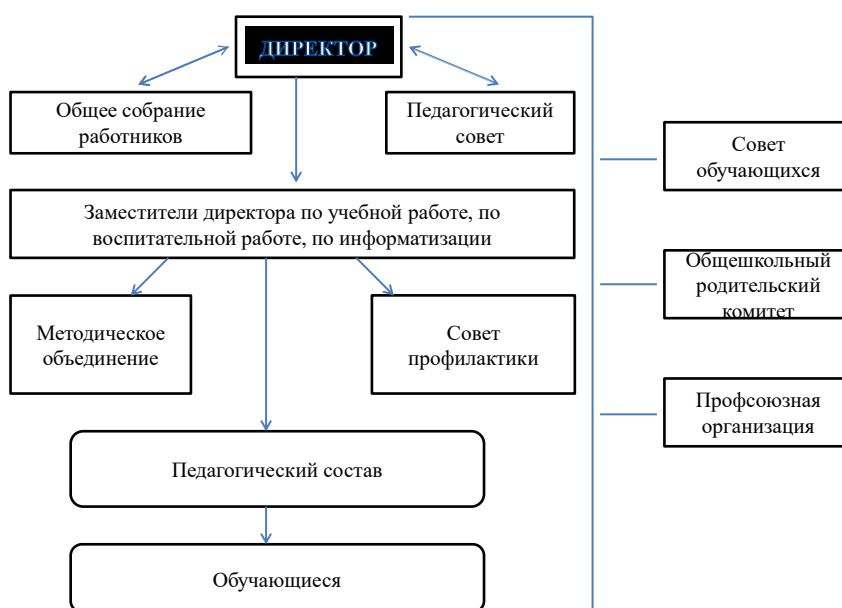 ДИРЕКТОР
Общее собрание
работников
Педагогический
совет
Совет
обучающихся
Заместители директора по учебной работе, по
воспитательной работе, по информатизации
Общешкольный
родительский
комитет
Методическое
объединение
Совет
профилактики
Профсоюзная
организация
Педагогический состав
Обучающиеся